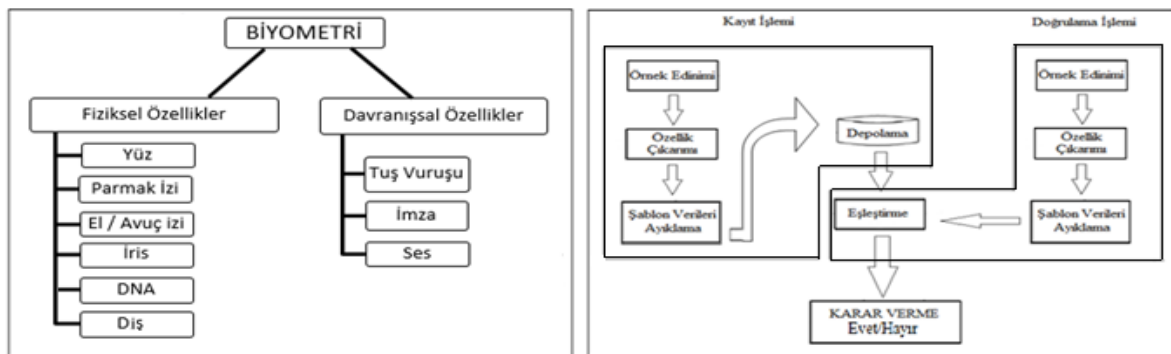 BİYOMETRİ
Fiziksel Özellikler
Yüz
Parmak İzi
El / Avuç izi
İris
DNA
Diş
Davranışsal Özellikler
Tuş Vuruşu
İmza
Ses
Kayıt İşlemi
Örnek Edinimi
Özellik
Çıkarımı
Şablon Verileri
Ayıklama
Depolama
Doğrulama İşlemi
Örnek Edinimi
Özellik
Çıkarımı
Şablon Verileri
Ayıklama
Eşleştirme
KARAR VERME
Evet/Hayır